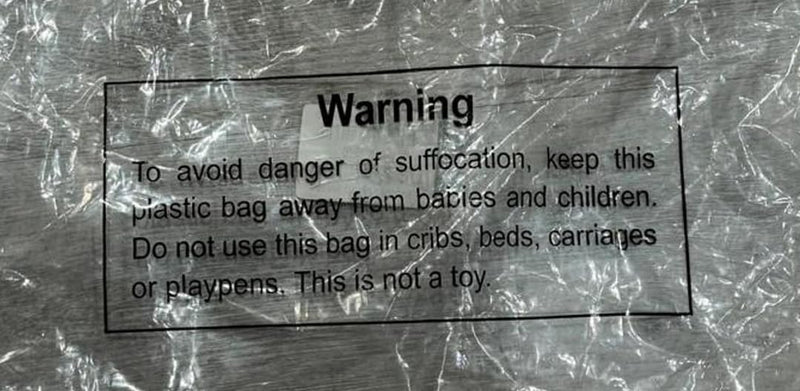 Warning
To avoid danger of suffocation, keep this
plastic bag away from babies and children.
Do not use this bag in cribs, beds, carriages
or playpens. This is not a toy.